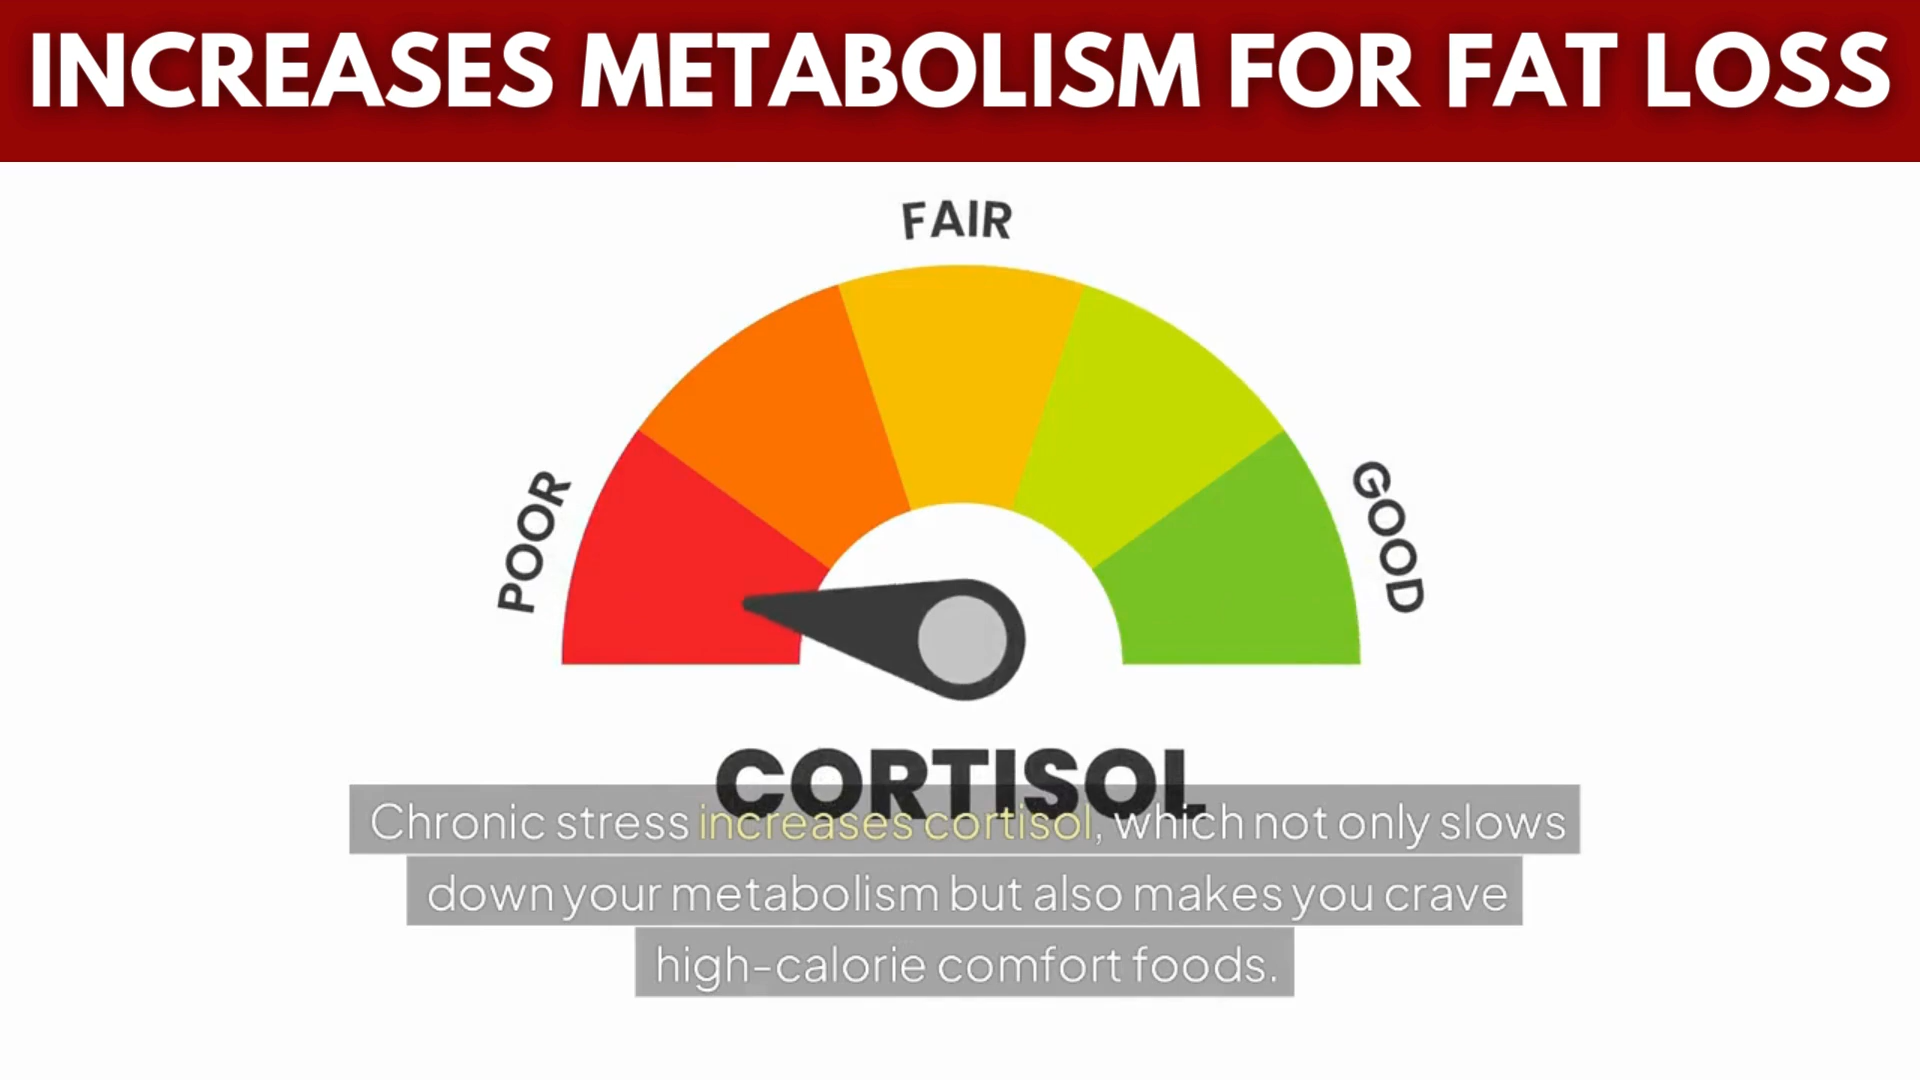 INCREASES METABOLISM FOR FAT LOSS
FAIR
POOR
GOOD
CORTISOL
Chronic stress increases cortisol, which not only slows
down your metabolism but also makes you crave
high-calorie comfort foods.